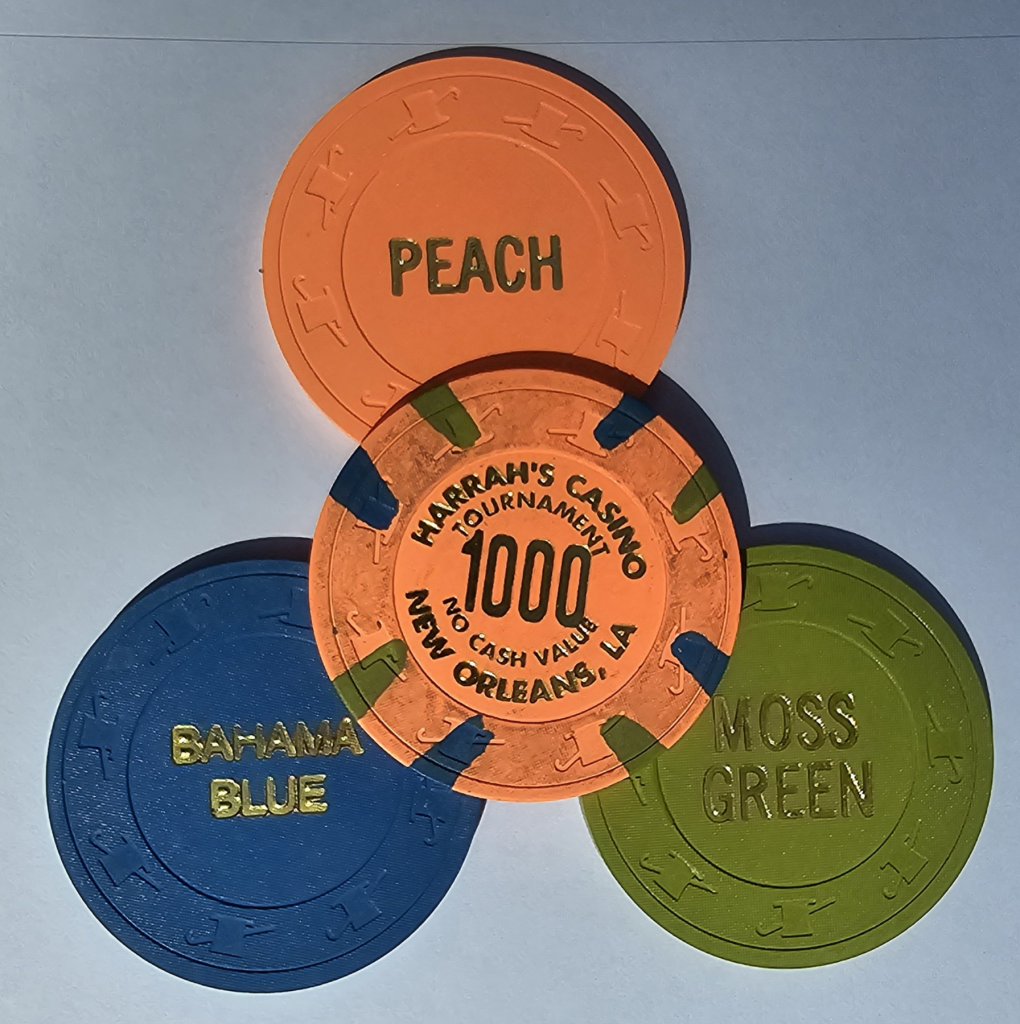 PEACH
HARRAH'S CASINO
TOURNAMENT
1000
NO CASH VALUE
NEW ORLEANS, LA
BAHAMA
BLUE
MOSS
GREEN